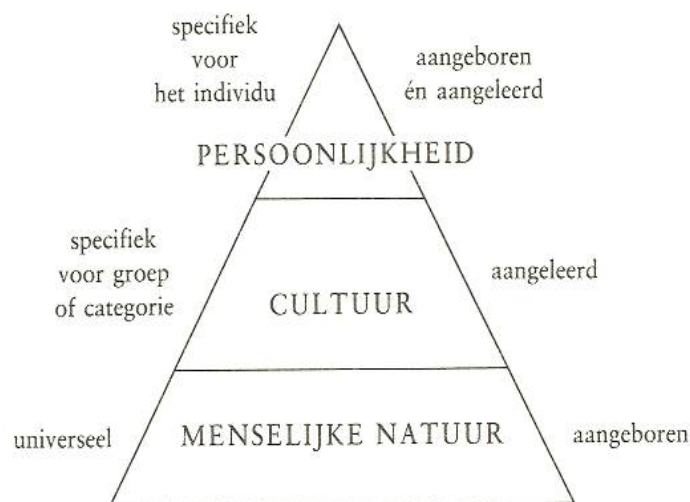 specifiek
voor
het individu
aangeboren
én aangeleerd
PERSOONLIJKHEID
specifiek
voor groep
of categorie
CULTUUR
aangeleerd
universeel
MENSELIJKE NATUUR
aangeboren